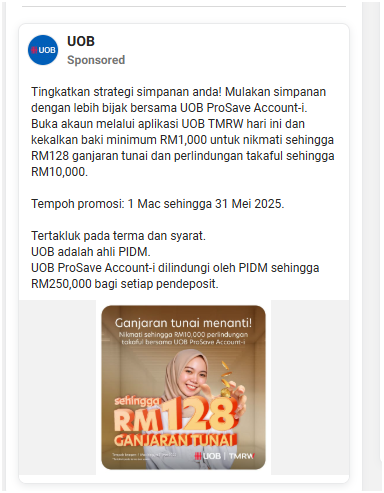 UOB
Sponsored
Tingkatkan strategi simpanan anda! Mulakan simpanan
dengan lebih bijak bersama UOB ProSave Account-i.
Buka akaun melalui aplikasi UOB TMRW hari ini dan
kekalkan baki minimum RM1,000 untuk nikmati sehingga
RM128 ganjaran tunai dan perlindungan takaful sehingga
RM10,000.
Tempoh promosi: 1 Mac sehingga 31 Mei 2025.
Tertakluk pada terma dan syarat.
UOB adalah ahli PIDM.
UOB ProSave Account-i dilindungi oleh PIDM sehingga
RM250,000 bagi setiap pendeposit.
Ganjaran tunai menanti!
Nikmati sehingga RM10,000 perlindungan
takaful bersama UOB ProSave Account-i
sehingga
RM128
GANJARAN TUNAI
UOB | TMRW